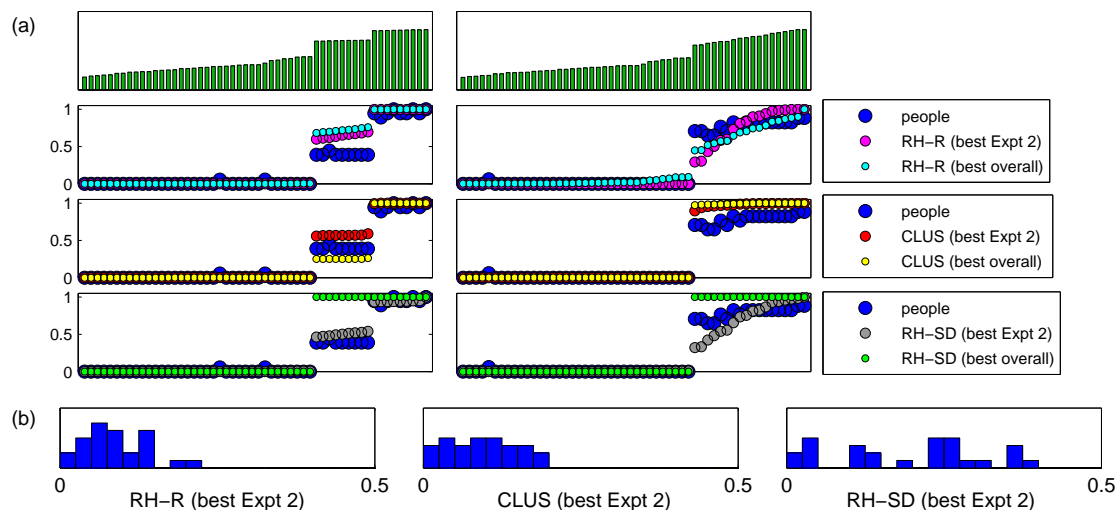 (a)
1
0.5
0
people
RH−R (best Expt 2)
RH−R (best overall)
1
0.5
0
people
CLUS (best Expt 2)
CLUS (best overall)
1
0.5
0
people
RH−SD (best Expt 2)
RH−SD (best overall)
(b)
0 0.5
RH−R (best Expt 2)
0 0.5
CLUS (best Expt 2)
0 0.5
RH−SD (best Expt 2)